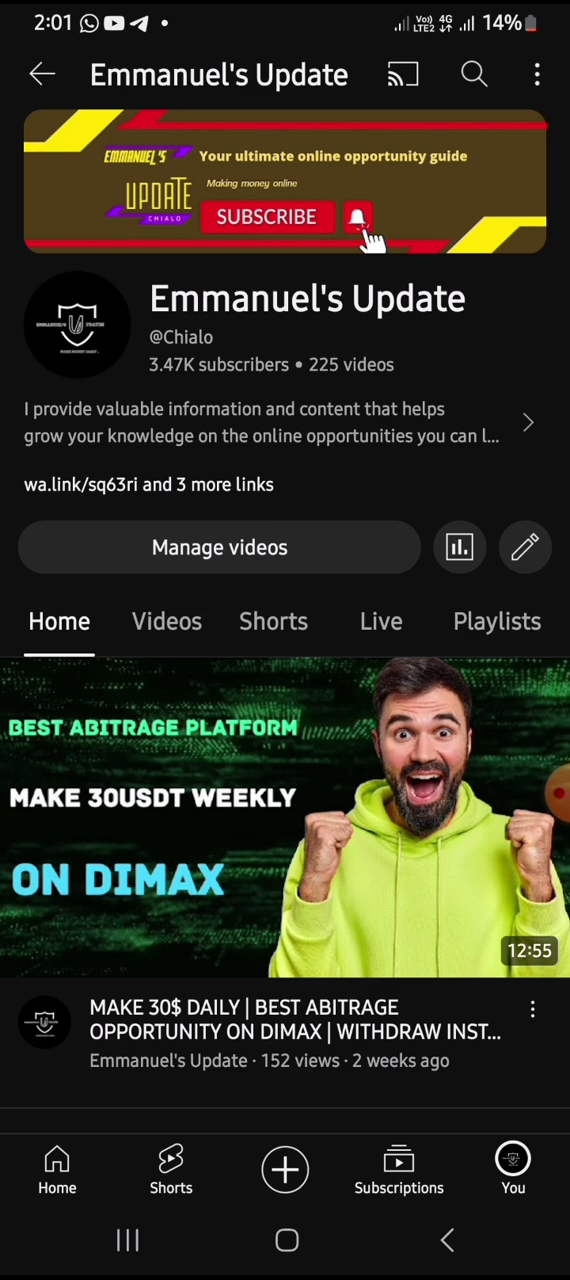 2:01
Vo))
LTE2
4G
14%
Emmanuel's Update
EMMANUEL'S
UPDATE
CHIALO
Your ultimate online opportunity guide
Making money online
SUBSCRIBE
Emmanuel's Update
@Chialo
3.47K subscribers • 225 videos
I provide valuable information and content that helps
grow your knowledge on the online opportunities you can l...
wa.link/sq63ri and 3 more links
Manage videos
Home Videos Shorts Live Playlists
BEST ABITRAGE PLATFORM
MAKE 30USDT WEEKLY
ON DIMAX
12:55
MAKE 30$ DAILY | BEST ABITRAGE
OPPORTUNITY ON DIMAX | WITHDRAW INST...
Emmanuel's Update · 152 views · 2 weeks ago
Home Shorts Subscriptions You